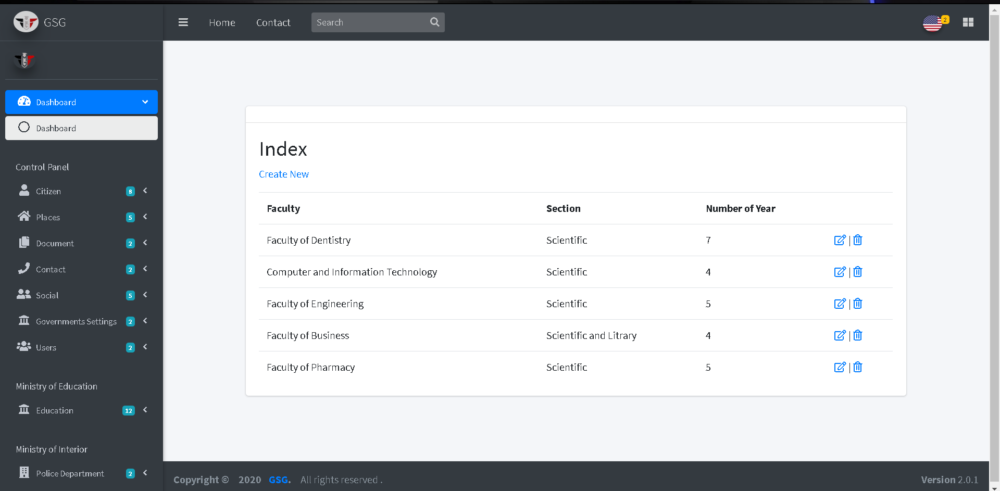 GSG
Home
Contact
Search
2
Dashboard
Dashboard
Control Panel
Citizen 8
Places 5
Document 2
Contact 2
Social 5
Governments Settings 2
Users 2
Ministry of Education
Education 12
Ministry of Interior
Police Department 2
Index
Create New
Faculty Section Number of Year
Faculty of Dentistry Scientific 7 |
Computer and Information Technology Scientific 4 |
Faculty of Engineering Scientific 5 |
Faculty of Business Scientific and Litrary 4 |
Faculty of Pharmacy Scientific 5 |
Copyright © 2020 GSG. All rights reserved .
Version 2.0.1